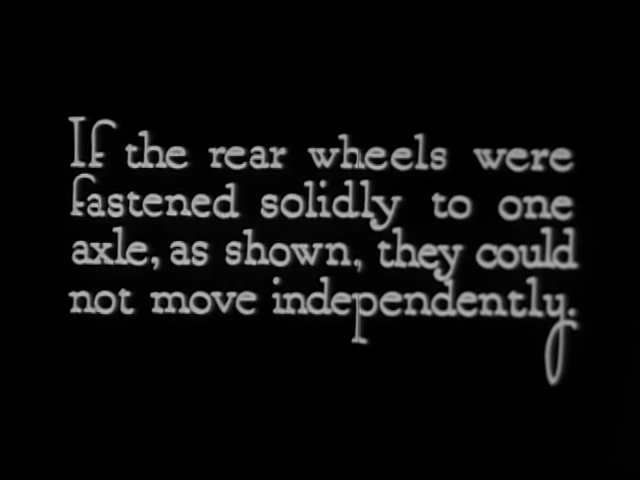 If the rear wheels were
fastened solidly to one
axle, as shown, they could
not move independently.